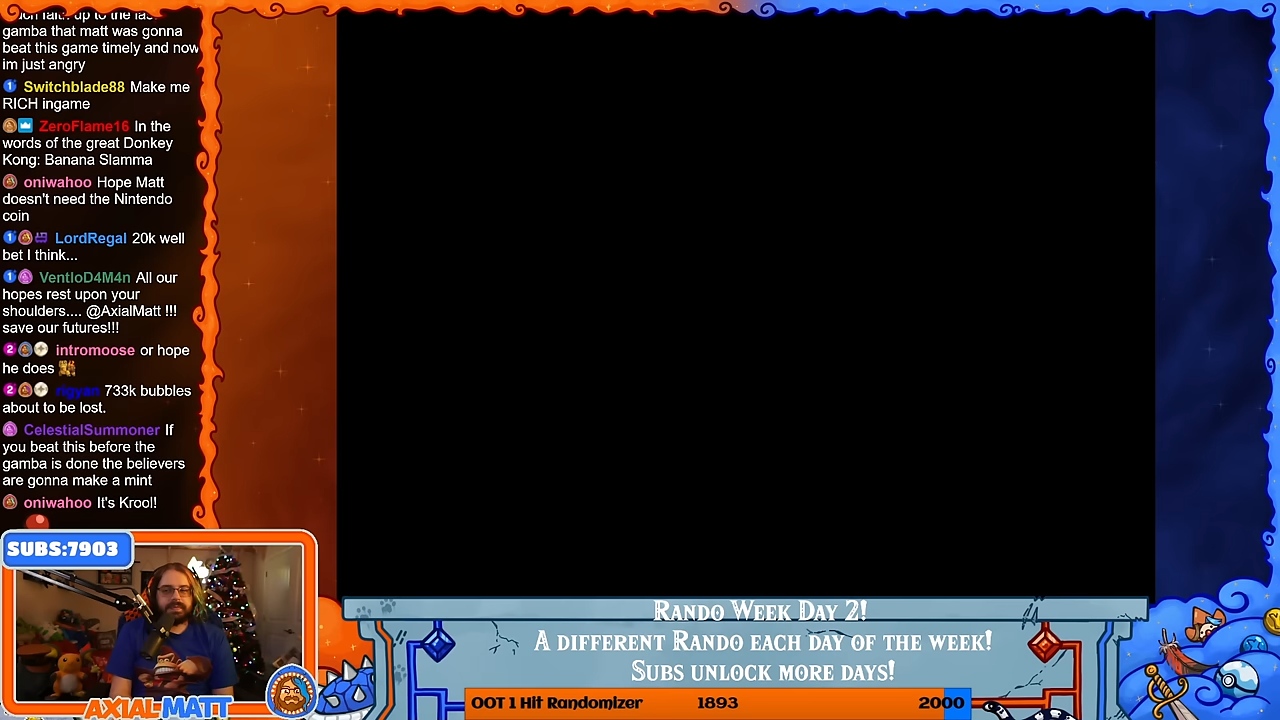 gamba that matt was gonna
beat this game timely and now
im just angry
Switchblade88 Make me
RICH ingame
ZeroFlame16 In the
words of the great Donkey
Kong: Banana Slamma
oniwahoo Hope Matt
doesn't need the Nintendo
coin
LordRegal 20k well
bet I think...
VentloD4M4n All our
hopes rest upon your
shoulders.... @AxialMatt !!!
save our futures!!!
intromoose or hope
he does
rigyan 733k bubbles
about to be lost.
CelestialSummoner If
you beat this before the
gamba is done the believers
are gonna make a mint
oniwahoo It's Krool!
SUBS:7903
AXIALMATT
Rando Week Day 2!
A different Rando each day of the week!
Subs unlock more days!
OOT 1 Hit Randomizer 1893 2000